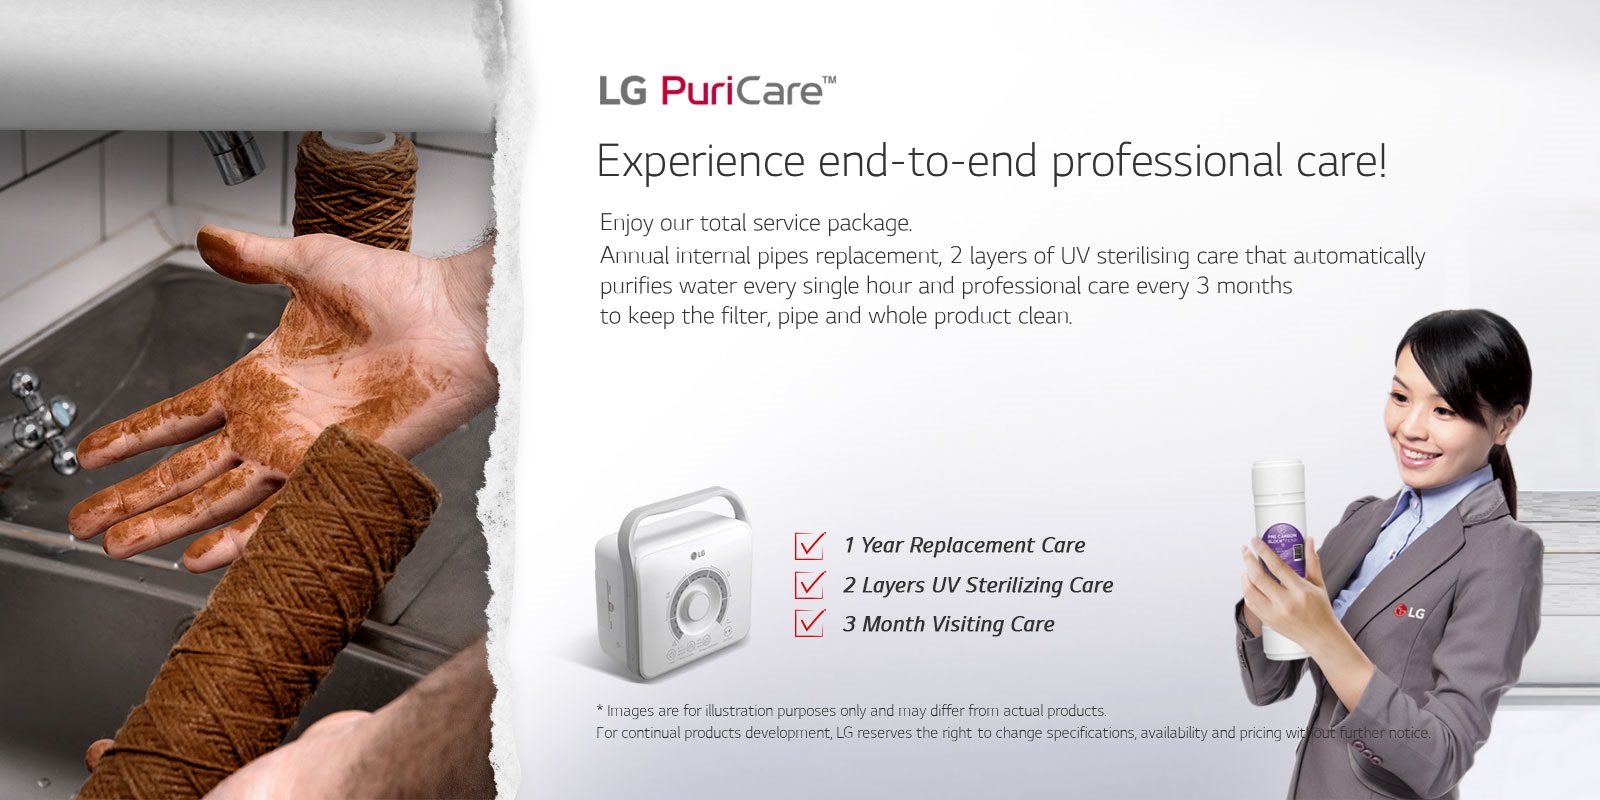 LG PuriCare™
Experience end-to-end professional care!
Enjoy our total service package.
Annual internal pipes replacement, 2 layers of UV sterilising care that automatically
purifies water every single hour and professional care every 3 months
to keep the filter, pipe and whole product clean.
LG
1 Year Replacement Care
2 Layers UV Sterilizing Care
3 Month Visiting Care
PRE CARBON
BLOCK
LG
* Images are for illustration purposes only and may differ from actual products.
For continual products development, LG reserves the right to change specifications, availability and pricing without further notice.